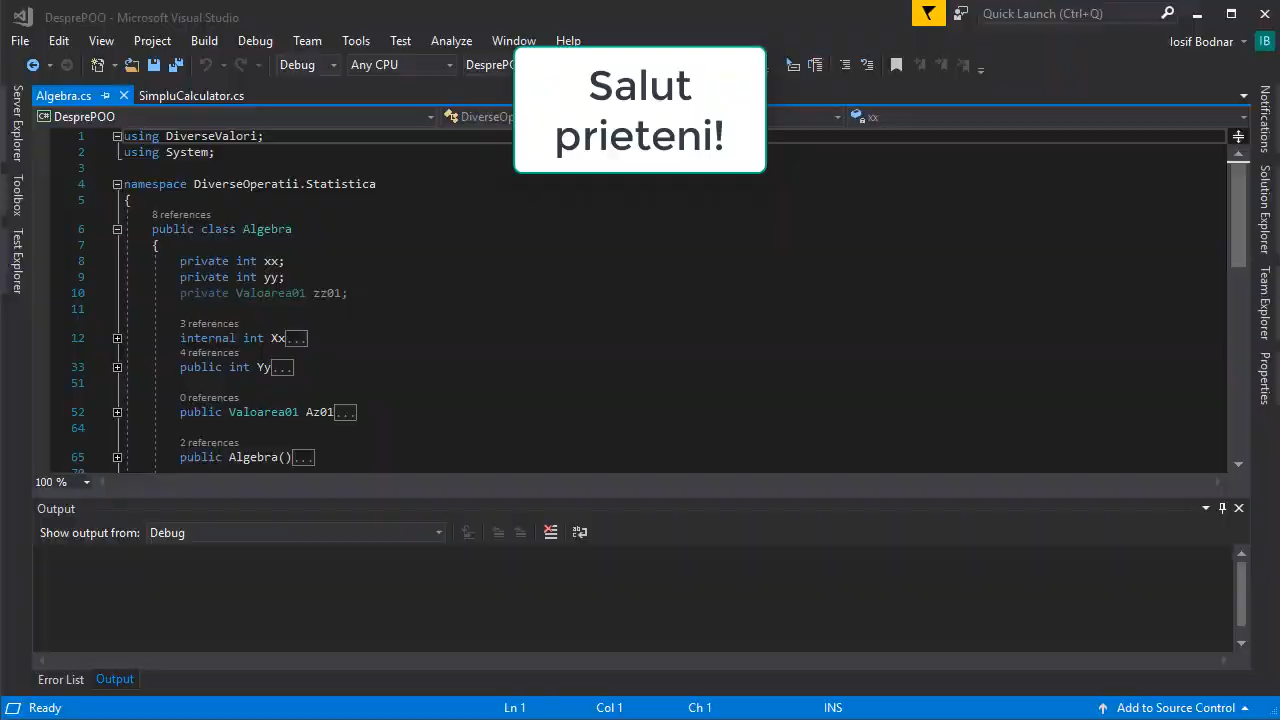 DesprePOO - Microsoft Visual Studio
Quick Launch (Ctrl+Q)
File Edit View Project Build Debug Team Tools Test Analyze Window Help
Iosif Bodnar IB
Debug Any CPU DespreP
Salut
prieteni!
Algebra.cs SimpluCalculator.cs
DesprePOO DiverseOp xx
Server Explorer
Toolbox
Test Explorer
Notifications
Solution Explorer
Team Explorer
Properties
1 using DiverseValori;
2 using System;
3
4 namespace DiverseOperatii.Statistica
5 {
8 references
6 public class Algebra
7 {
8 private int xx;
9 private int yy;
10 private Valoarea01 zz01;
11
3 references
12 internal int Xx...
4 references
33 public int Yy...
51
0 references
52 public Valoarea01 Az01...
64
2 references
65 public Algebra()...
70
100 %
Output
Show output from: Debug
Error List Output
Ready Ln 1 Col 1 Ch 1 INS Add to Source Control